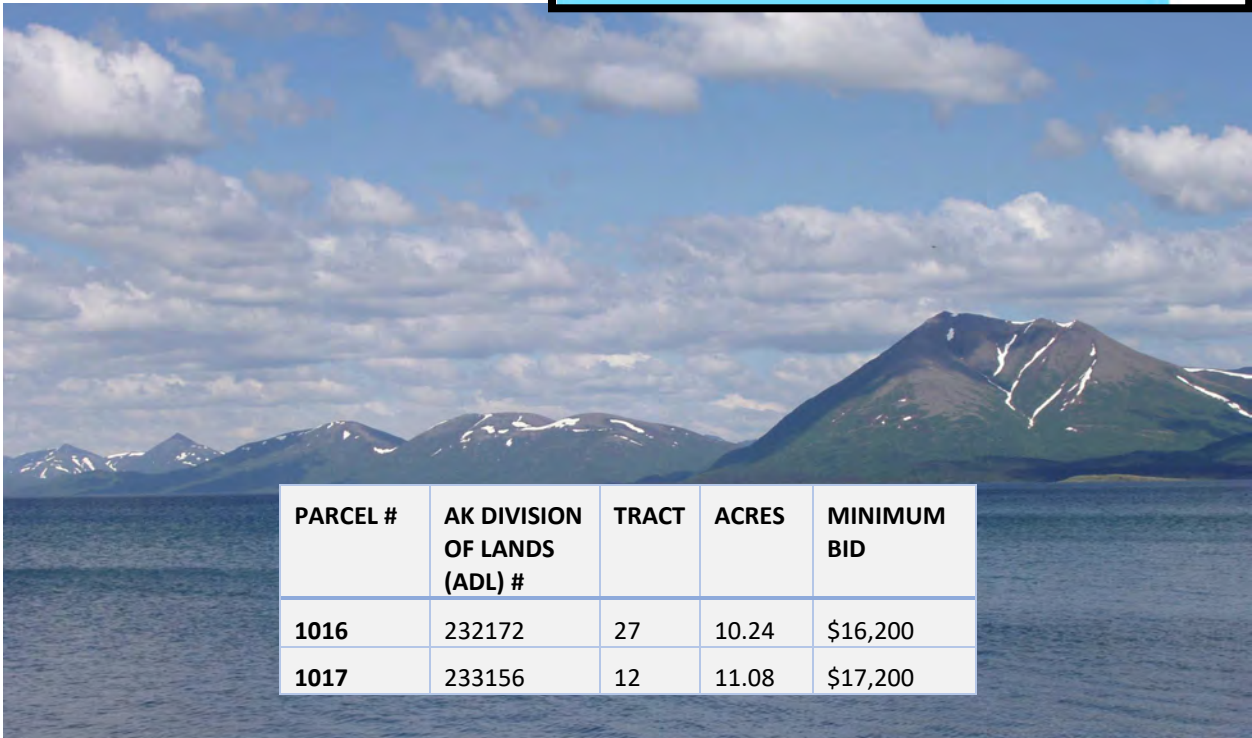 PARCEL # AK DIVISION OF LANDS (ADL) # TRACT ACRES MINIMUM BID
1016 232172 27 10.24 $16,200
1017 233156 12 11.08 $17,200